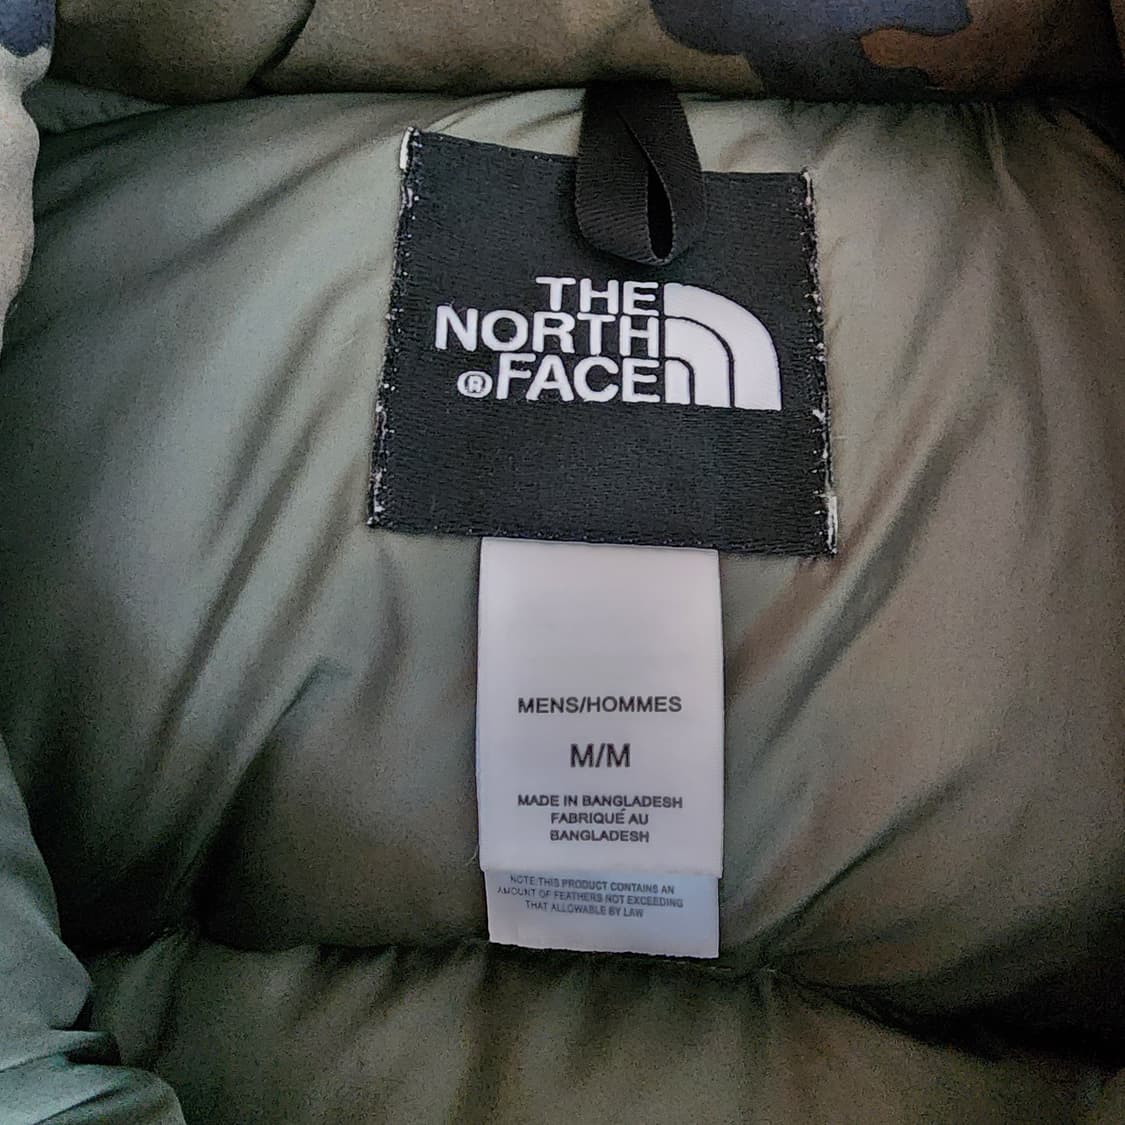 THE
NORTH
®FACE
MENS/HOMMES
M/M
MADE IN BANGLADESH
FABRIQUÉ AU
BANGLADESH
NOTE:THIS PRODUCT CONTAINS AN
AMOUNT OF FEATHERS NOT EXCEEDING
THAT ALLOWABLE BY LAW